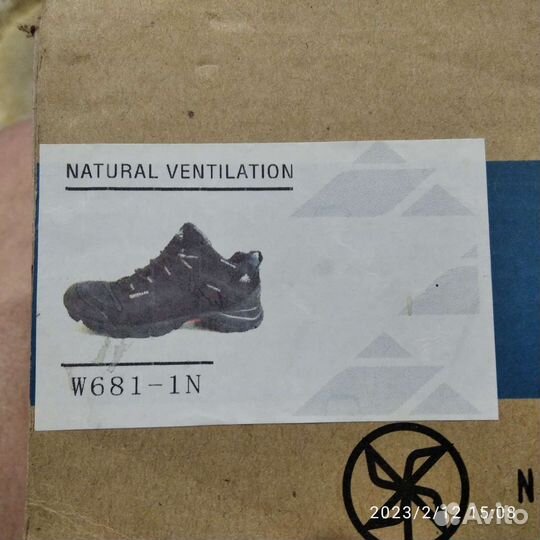 NATURAL VENTILATION
W681-1N
N
2023/2/12 15:08
Avito